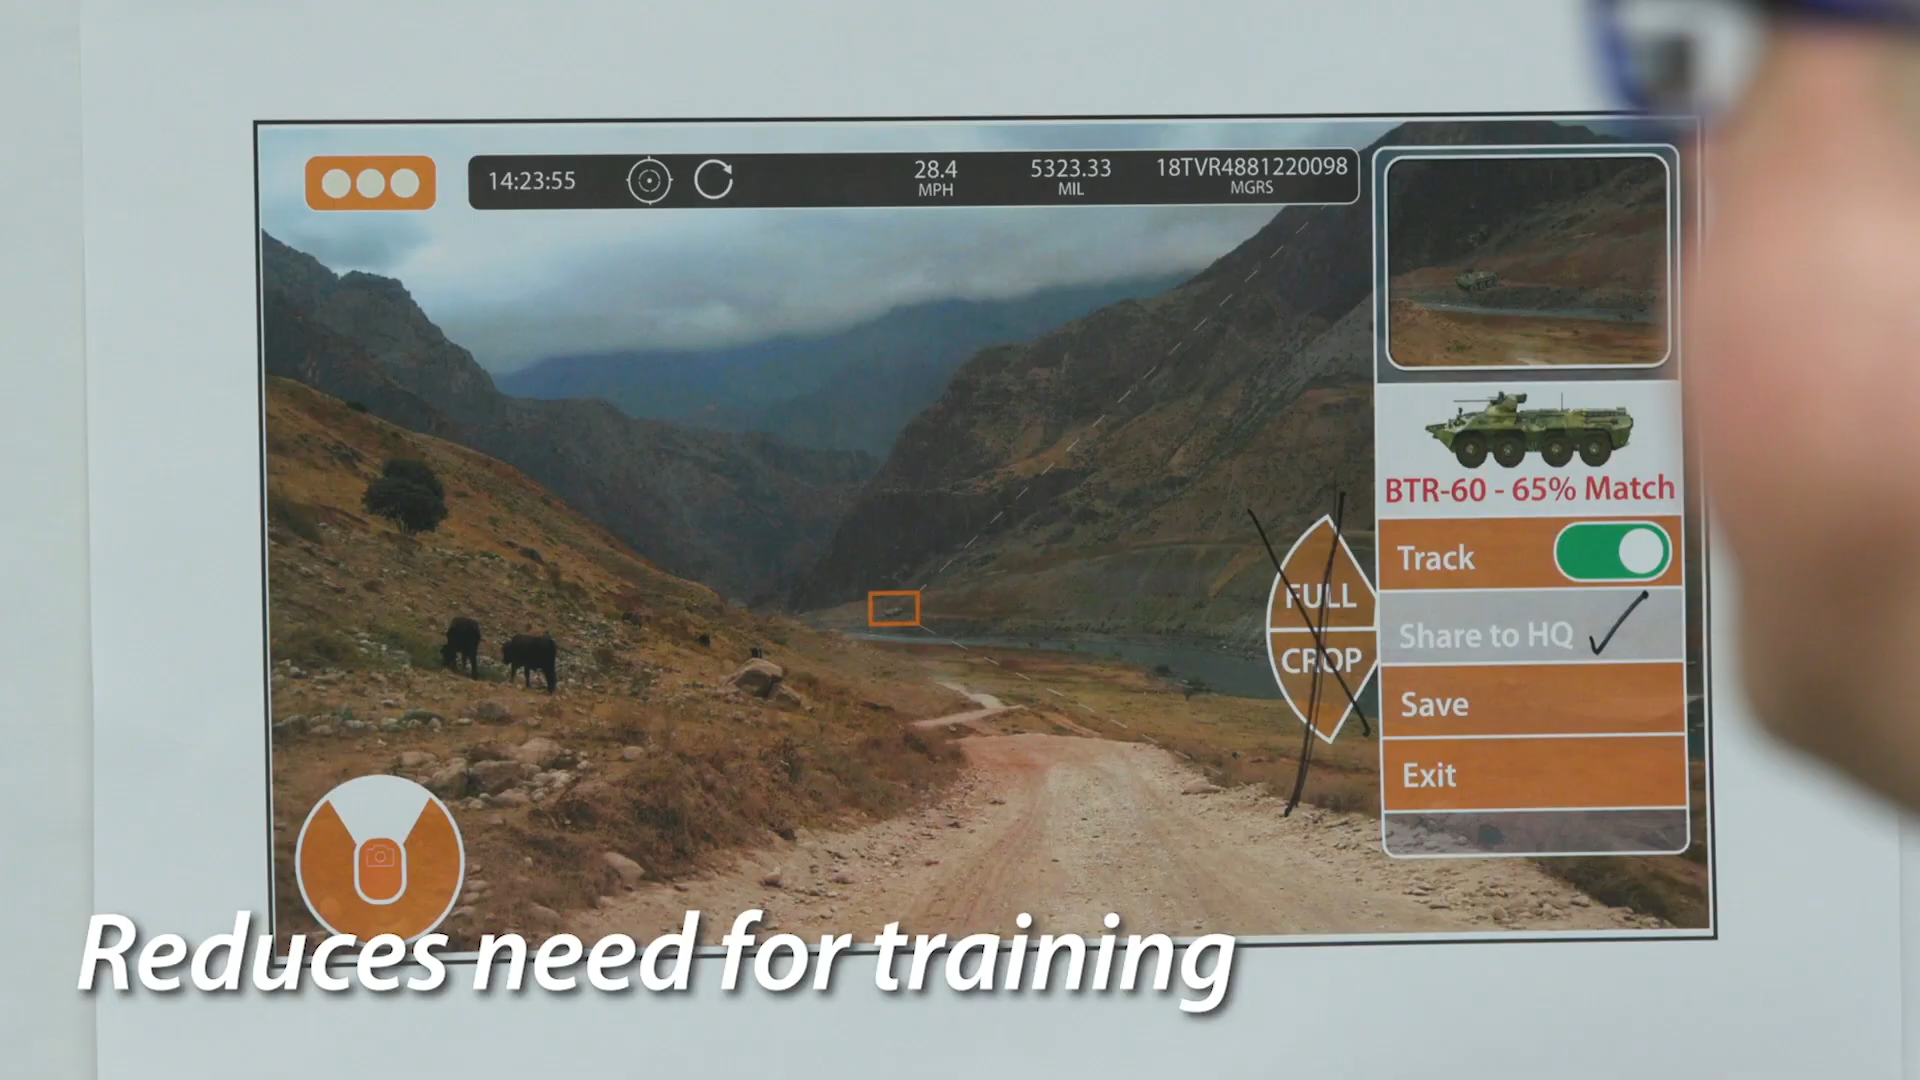 14:23:55
28.4
MPH
5323.33
MIL
18TVR4881220098
MGRS
BTR-60 - 65% Match
Track
FULL
CROP
Share to HQ
Save
Exit
Reduces need for training